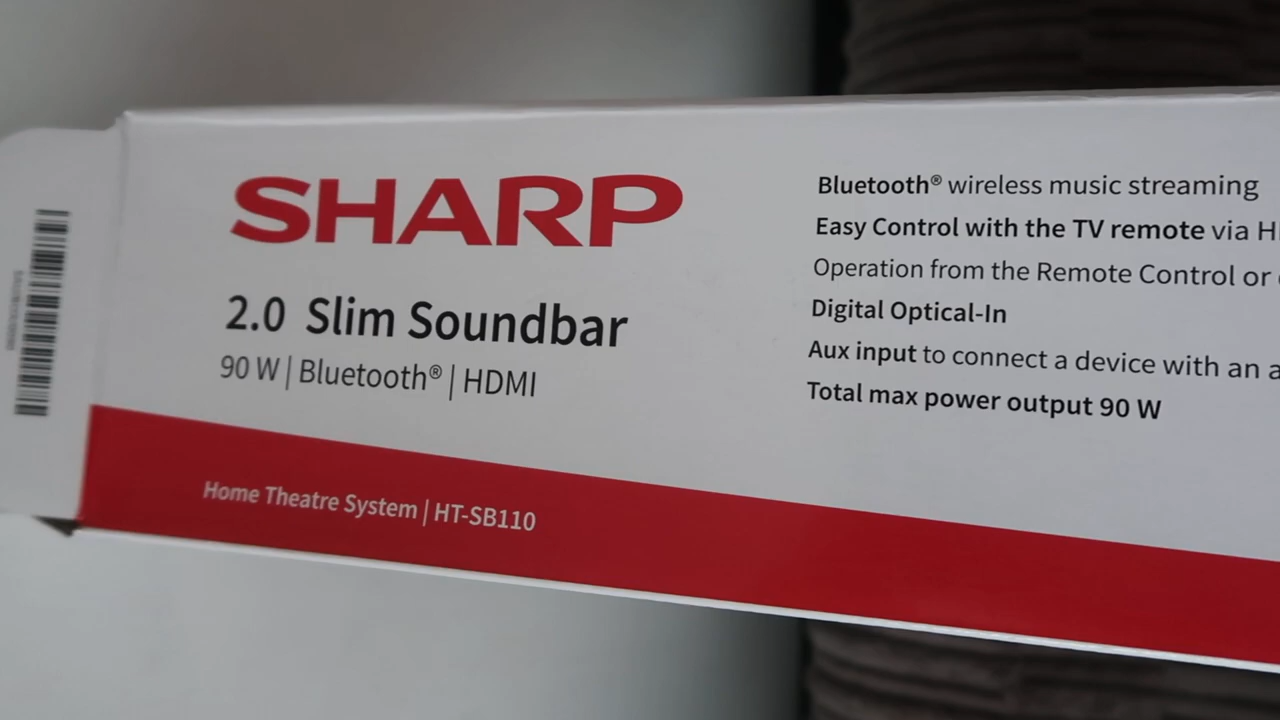 SHARP
2.0 Slim Soundbar
90 W | Bluetooth® | HDMI
Home Theatre System | HT-SB110
Bluetooth® wireless music streaming
Easy Control with the TV remote via
Operation from the Remote Control or
Digital Optical-In
Aux input to connect a device with an
Total max power output 90 W